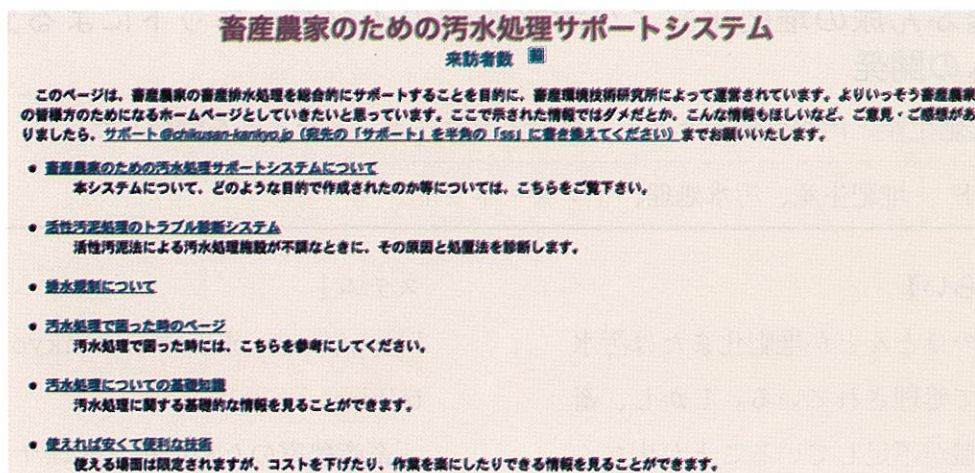 畜産農家のための汚水処理サポートシステム
来訪者数
このページは、畜産農家の畜産排水処理を総合的にサポートすることを目的に、畜産環境技術研究所によって運営されています。よりいっそう畜産農家
の皆様方のためになるホームページとしていきたいと思っています。ここで示された情報ではダメだとか、こんな情報もほしいなど、ご意見・ご感想があ
りましたら、サポート@chikusan-kankyo.jp（宛先の「サポート」を半角の「ss」に書き換えてください）までお願いいたします。
● 畜産農家のための汚水処理サポートシステムについて
本システムについて、どのような目的で作成されたのか等については、こちらをご覧下さい。
● 活性汚泥処理のトラブル診断システム
活性汚泥法による汚水処理施設が不調なときに、その原因と処置法を診断します。
● 排水規制について
● 汚水処理で困った時のページ
汚水処理で困った時には、こちらを参考にしてください。
● 汚水処理についての基礎知識
汚水処理に関する基礎的な情報を見ることができます。
● 使えれば安くて便利な技術
使える場面は限定されますが、コストを下げたり、作業を楽にしたりできる情報を見ることができます。